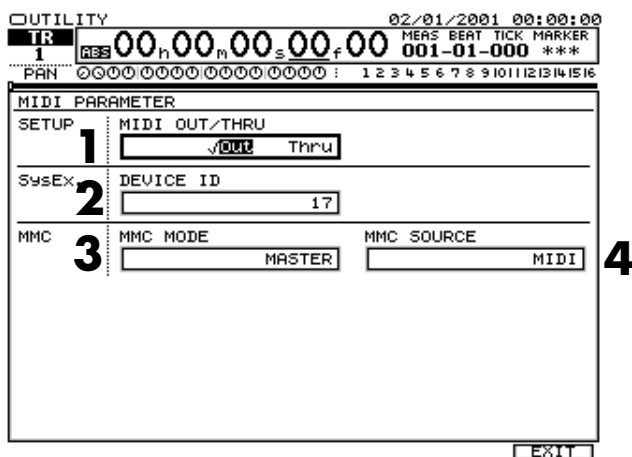 UTILITY 02/01/2001 00:00:00
TR 1 ABS 00h00m00s00f00 MEAS BEAT TICK MARKER
001-01-000 ***
PAN 1 2 3 4 5 6 7 8 9 10 11 12 13 14 15 16
MIDI PARAMETER
SETUP 1 MIDI OUT/THRU
√Out Thru
SysEx. 2 DEVICE ID
17
MMC 3 MMC MODE MMC SOURCE 4
MASTER MIDI
EXIT